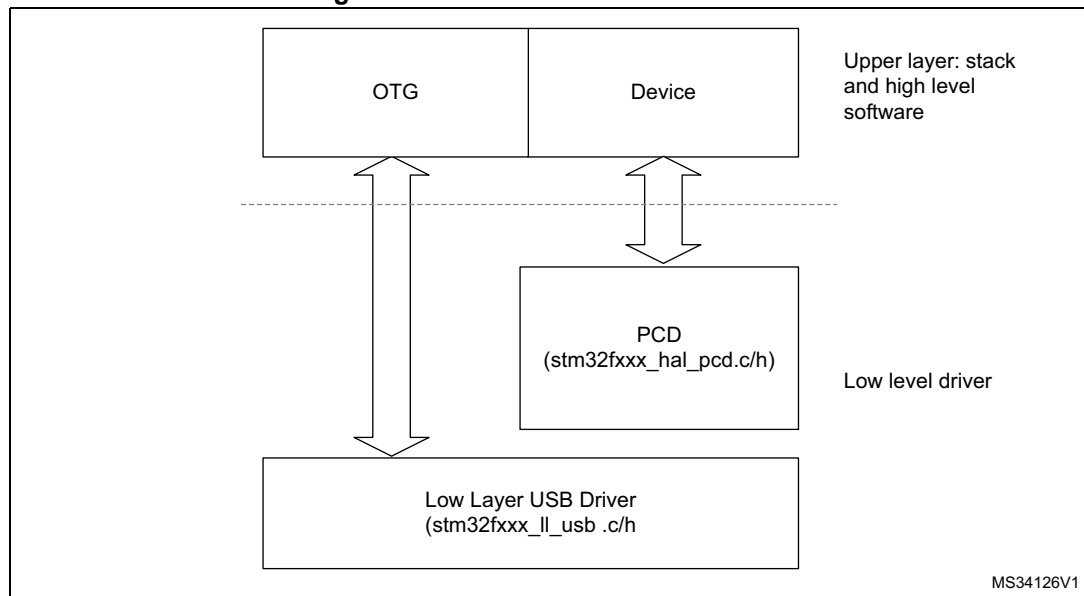 OTG
Device
Upper layer: stack
and high level
software
PCD
(stm32fxxx_hal_pcd.c/h)
Low level driver
Low Layer USB Driver
(stm32fxxx_ll_usb .c/h
MS34126V1